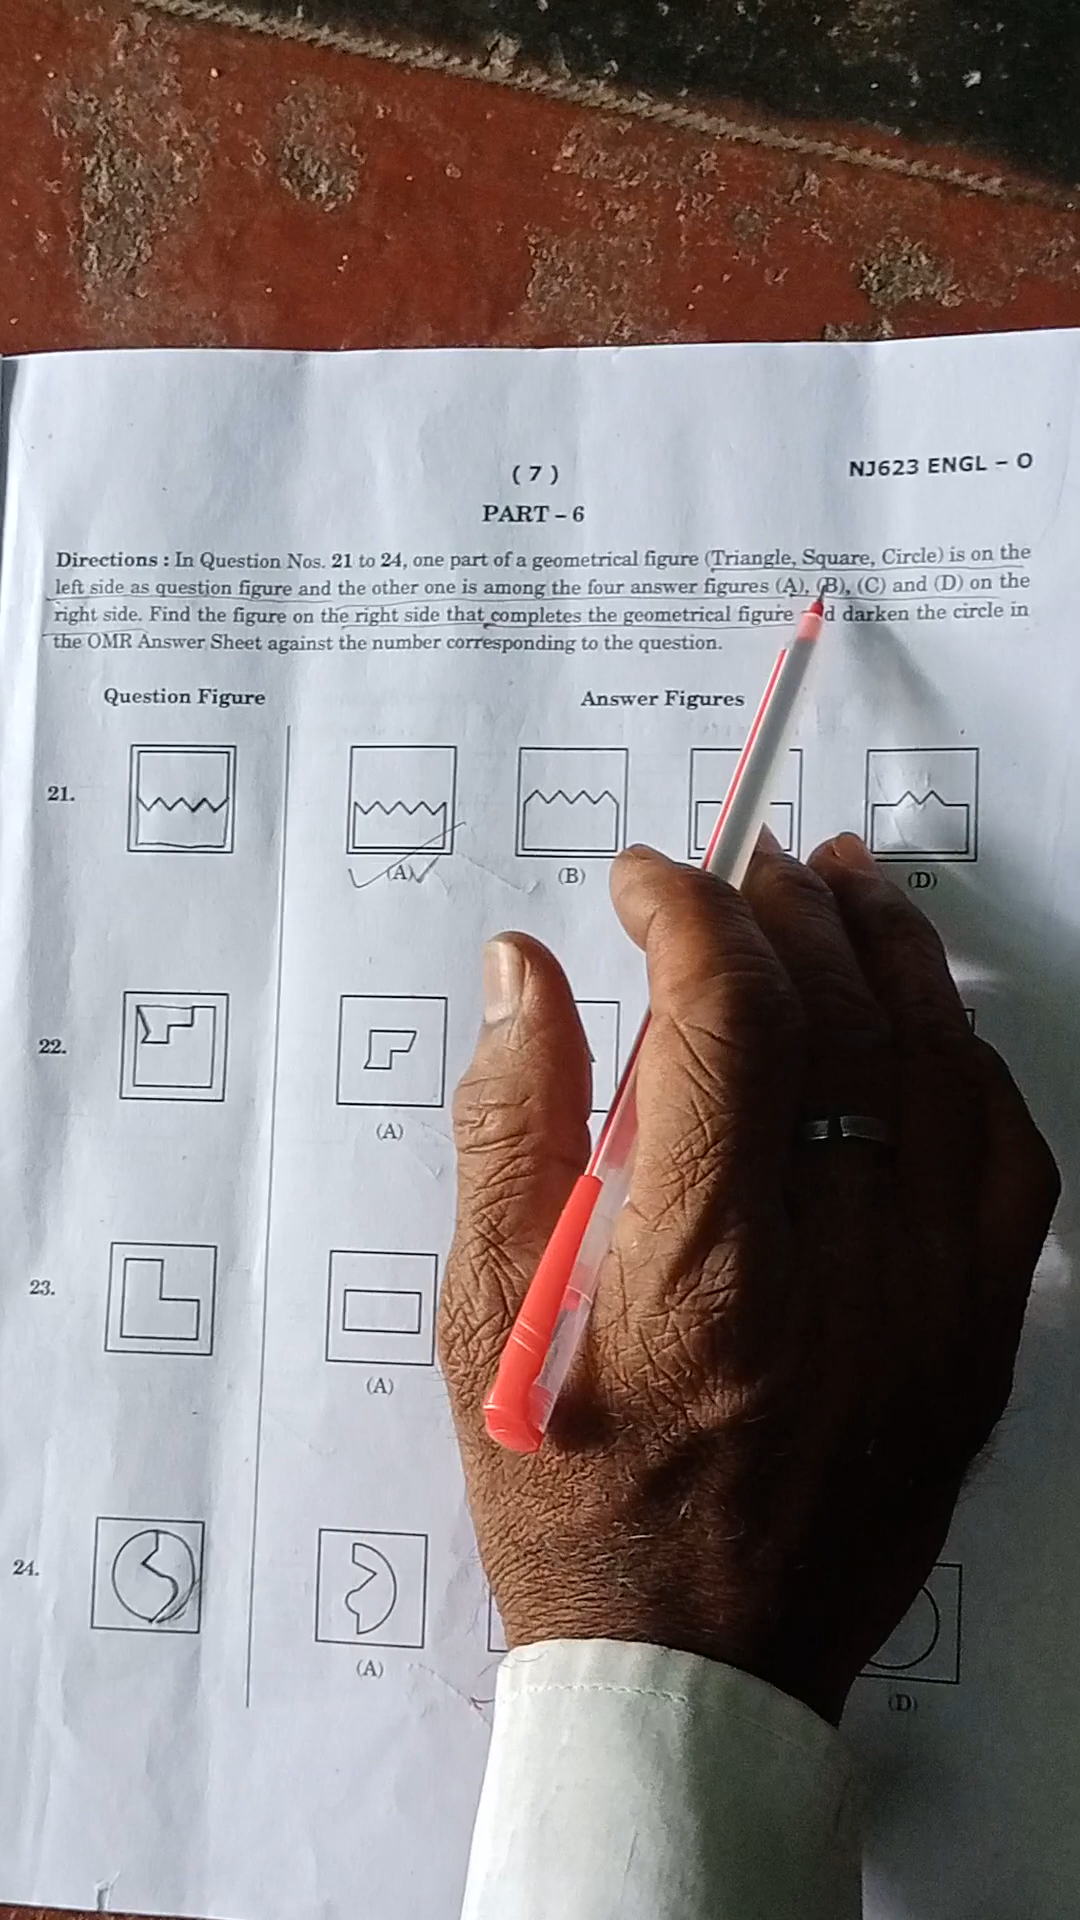 ( 7 )
NJ623 ENGL – O
PART – 6
Directions : In Question Nos. 21 to 24, one part of a geometrical figure (Triangle, Square, Circle) is on the
left side as question figure and the other one is among the four answer figures (A), (B), (C) and (D) on the
right side. Find the figure on the right side that completes the geometrical figure darken the circle in
the OMR Answer Sheet against the number corresponding to the question.
Question Figure
Answer Figures
21.
(A)
(B)
(D)
22.
(A)
23.
(A)
24.
(A)
(D)